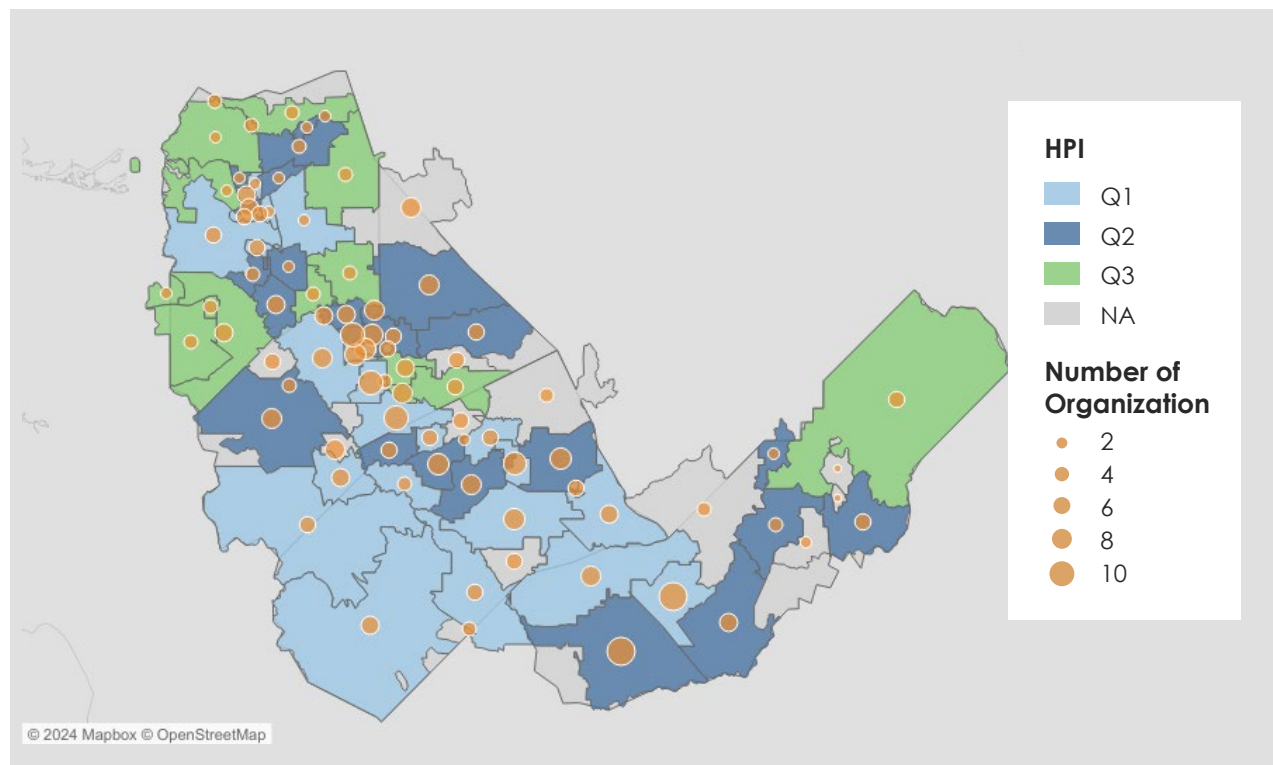 HPI
Q1
Q2
Q3
NA
Number of
Organization
2
4
6
8
10
© 2024 Mapbox © OpenStreetMap